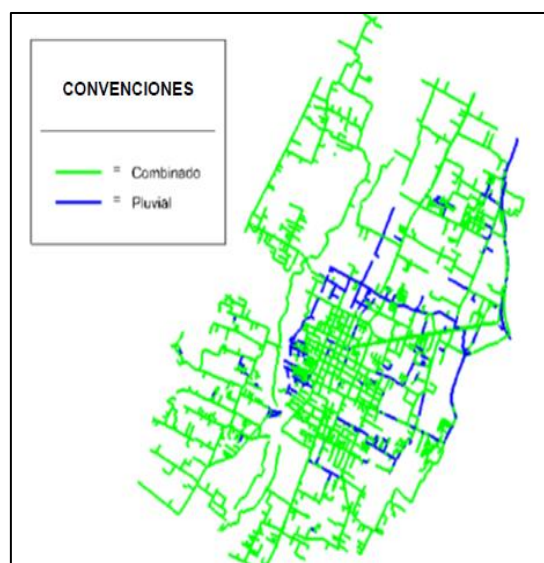 CONVENCIONES
= Combinado
= Pluvial